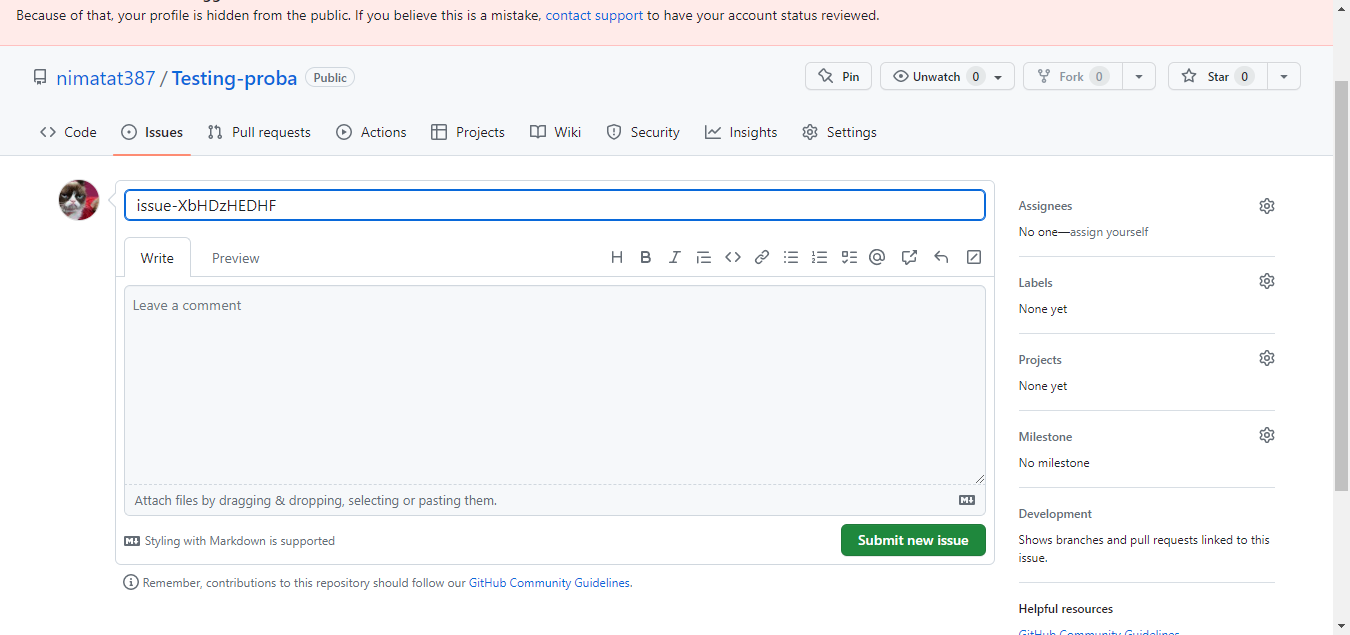 Because of that, your profile is hidden from the public. If you believe this is a mistake, contact support to have your account status reviewed.
nimatat387 / Testing-proba Public
Pin
Unwatch 0
Fork 0
Star 0
Code
Issues
Pull requests
Actions
Projects
Wiki
Security
Insights
Settings
issue-XbHDzHEDHF
Write
Preview
Leave a comment
Attach files by dragging & dropping, selecting or pasting them.
Styling with Markdown is supported
Submit new issue
Remember, contributions to this repository should follow our GitHub Community Guidelines.
Assignees
No one—assign yourself
Labels
None yet
Projects
None yet
Milestone
No milestone
Development
Shows branches and pull requests linked to this
issue.
Helpful resources
GitHub Community Guidelines